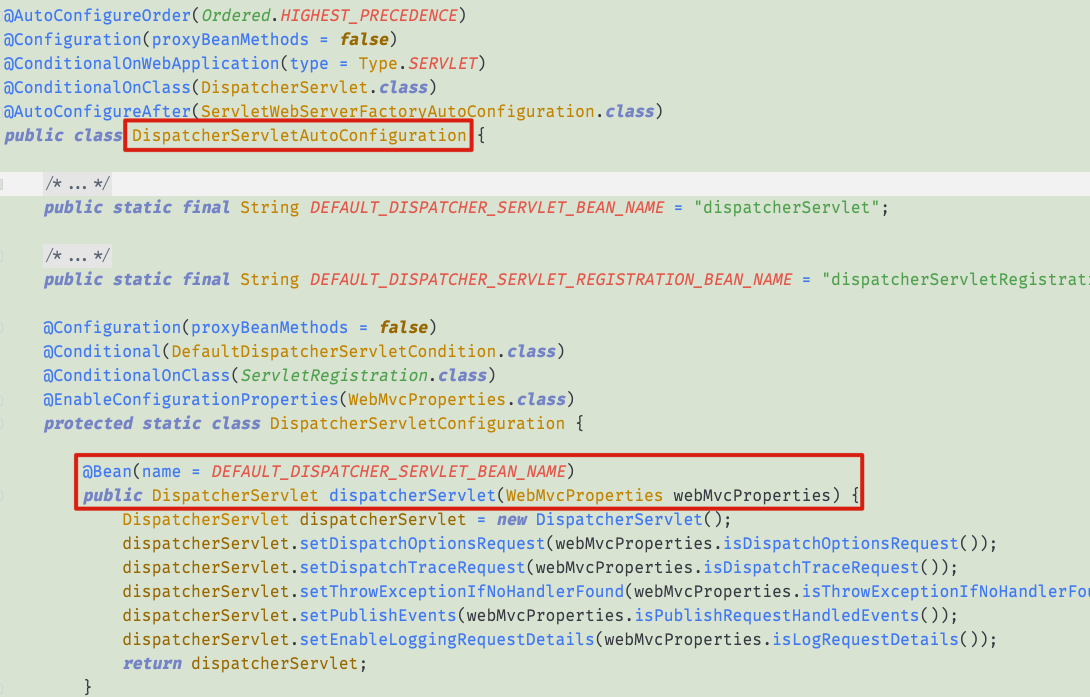 @AutoConfigureOrder(Ordered.HIGHEST_PRECEDENCE)
@Configuration(proxyBeanMethods = false)
@ConditionalOnWebApplication(type = Type.SERVLET)
@ConditionalOnClass(DispatcherServlet.class)
@AutoConfigureAfter(ServletWebServerFactoryAutoConfiguration.class)
public class DispatcherServletAutoConfiguration {
/*...*/
public static final String DEFAULT_DISPATCHER_SERVLET_BEAN_NAME = "dispatcherServlet";
/*...*/
public static final String DEFAULT_DISPATCHER_SERVLET_REGISTRATION_BEAN_NAME = "dispatcherServletRegistrati
@Configuration(proxyBeanMethods = false)
@Conditional(DefaultDispatcherServletCondition.class)
@ConditionalOnClass(ServletRegistration.class)
@EnableConfigurationProperties(WebMvcProperties.class)
protected static class DispatcherServletConfiguration {
@Bean(name = DEFAULT_DISPATCHER_SERVLET_BEAN_NAME)
public DispatcherServlet dispatcherServlet(WebMvcProperties webMvcProperties) {
DispatcherServlet dispatcherServlet = new DispatcherServlet();
dispatcherServlet.setDispatchOptionsRequest(webMvcProperties.isDispatchOptionsRequest());
dispatcherServlet.setDispatchTraceRequest(webMvcProperties.isDispatchTraceRequest());
dispatcherServlet.setThrowExceptionIfNoHandlerFound(webMvcProperties.isThrowExceptionIfNoHandlerFou
dispatcherServlet.setPublishEvents(webMvcProperties.isPublishRequestHandledEvents());
dispatcherServlet.setEnableLoggingRequestDetails(webMvcProperties.isLogRequestDetails());
return dispatcherServlet;
}